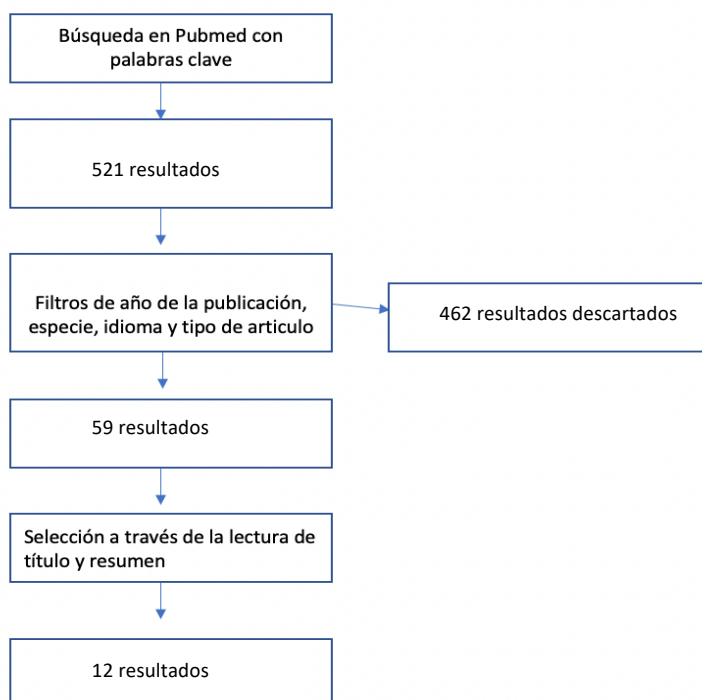 Búsqueda en Pubmed con
palabras clave
521 resultados
Filtros de año de la publicación,
especie, idioma y tipo de articulo
462 resultados descartados
59 resultados
Selección a través de la lectura de
título y resumen
12 resultados